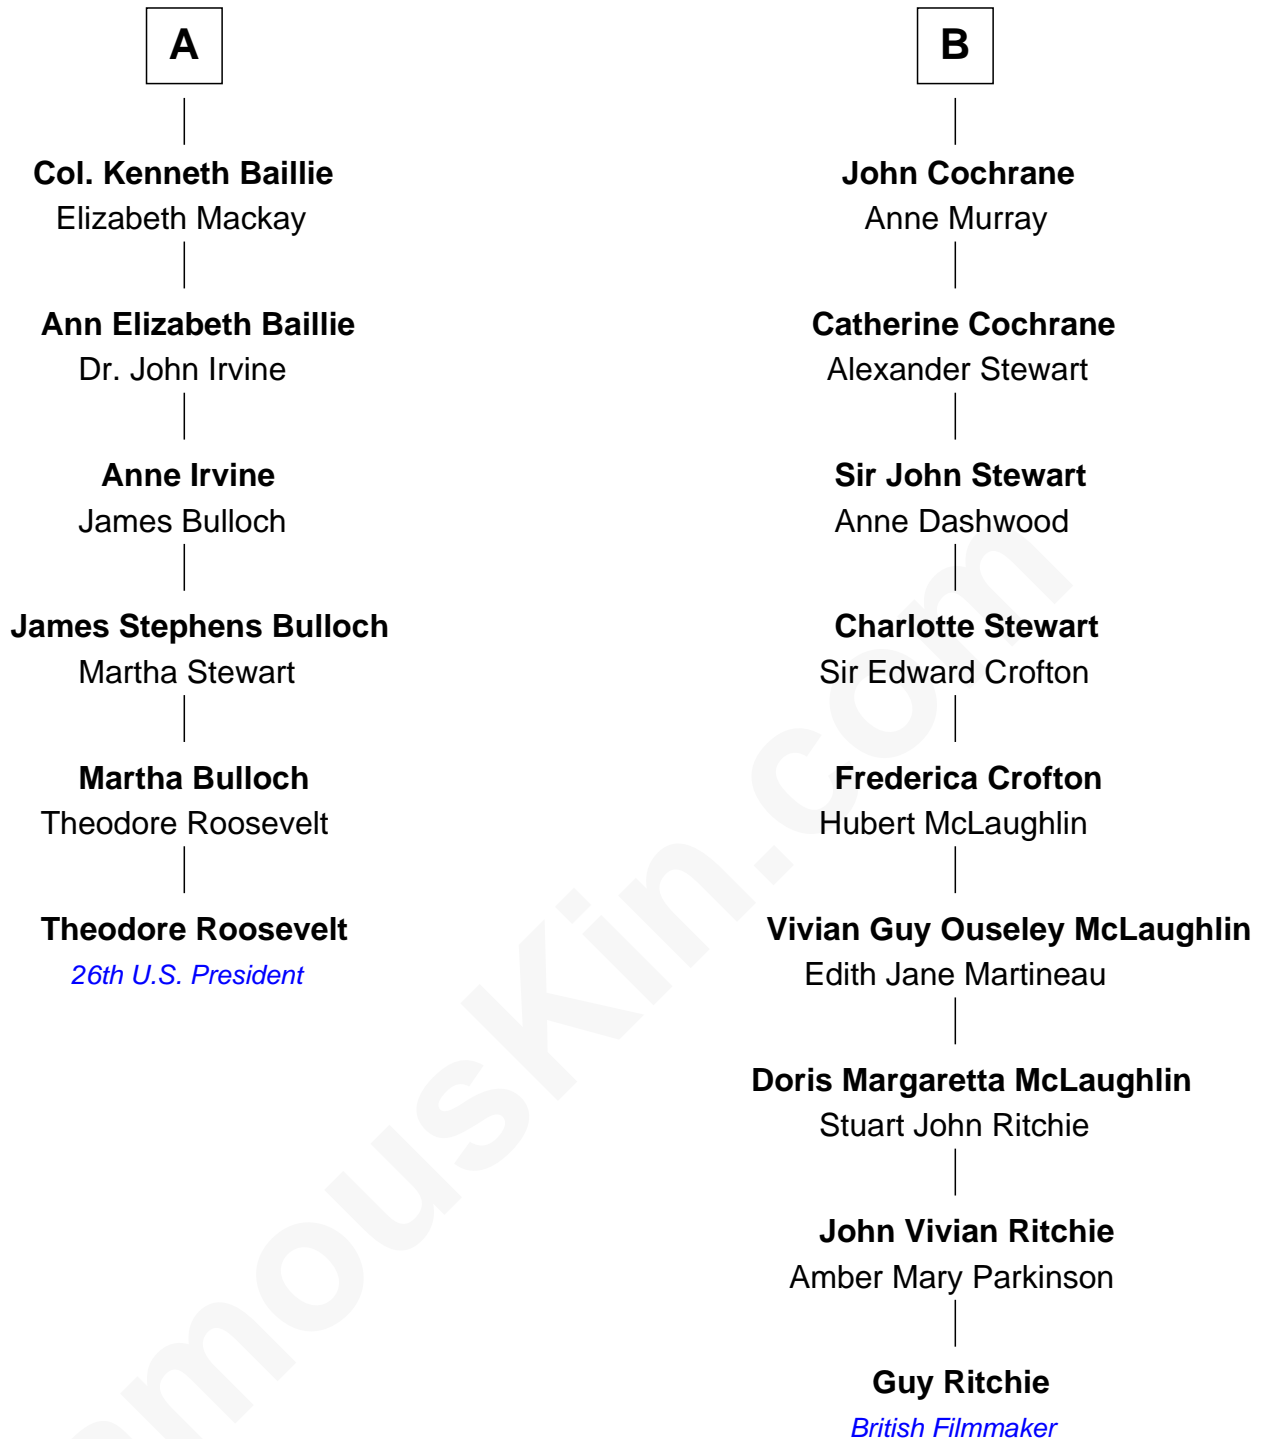 A
Col. Kenneth Baillie
Elizabeth Mackay
Ann Elizabeth Baillie
Dr. John Irvine
Anne Irvine
James Bulloch
James Stephens Bulloch
Martha Stewart
Martha Bulloch
Theodore Roosevelt
Theodore Roosevelt
26th U.S. President
B
John Cochrane
Anne Murray
Catherine Cochrane
Alexander Stewart
Sir John Stewart
Anne Dashwood
Charlotte Stewart
Sir Edward Crofton
Frederica Crofton
Hubert McLaughlin
Vivian Guy Ouseley McLaughlin
Edith Jane Martineau
Doris Margaretta McLaughlin
Stuart John Ritchie
John Vivian Ritchie
Amber Mary Parkinson
Guy Ritchie
British Filmmaker
mouskin.com